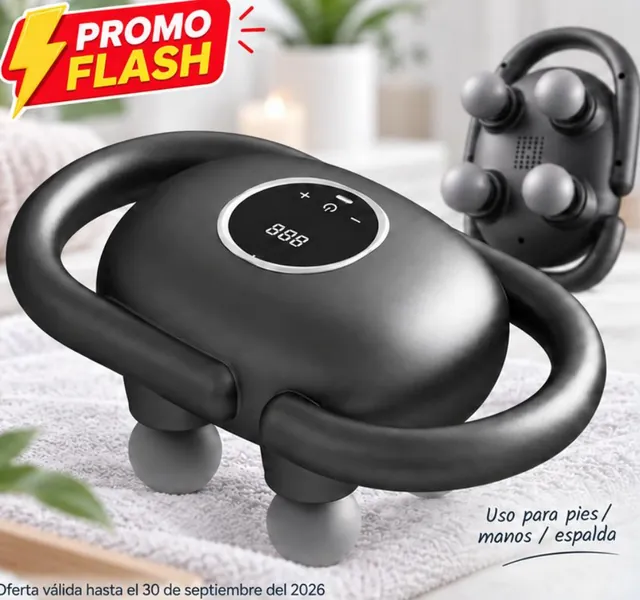 PROMO
FLASH
+
-
888
Uso para pies /
manos / espalda
Oferta válida hasta el 30 de septiembre del 2026